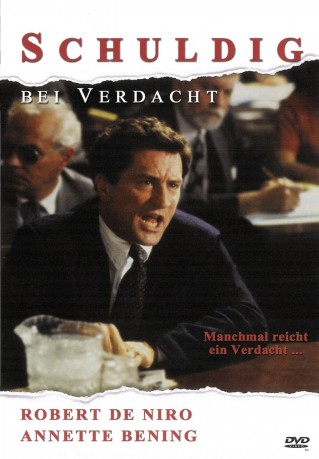 SCHULDIG
BEI VERDACHT
Manchmal reicht
ein Verdacht ...
ROBERT DE NIRO
ANNETTE BENING
DVD